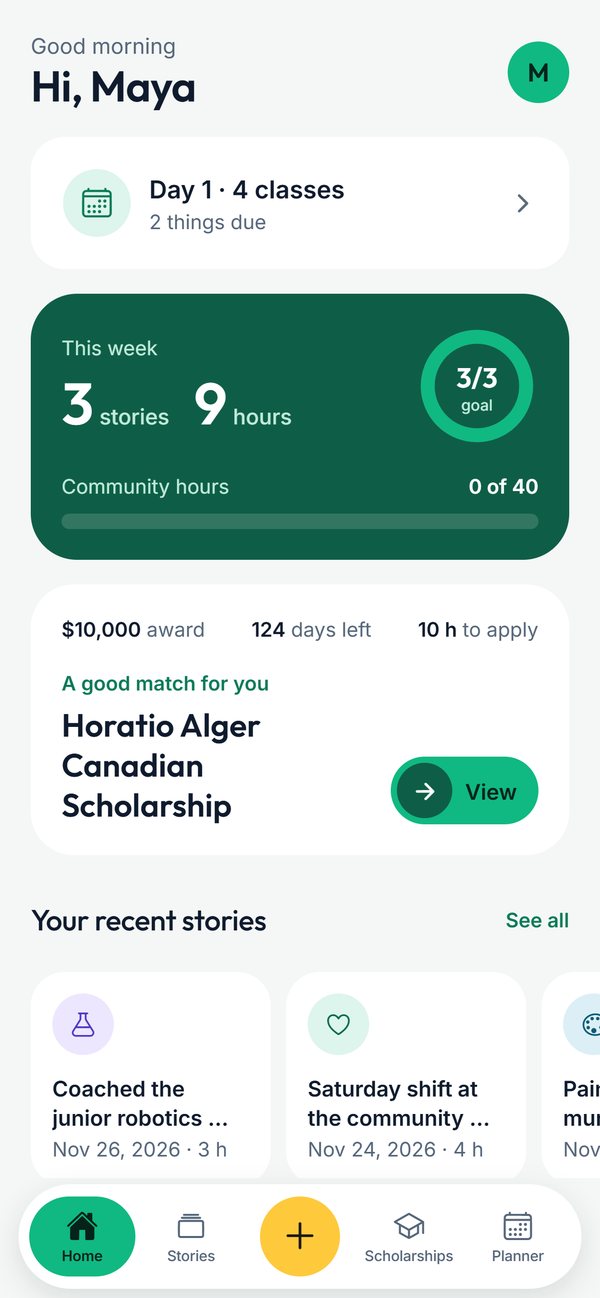 Good morning
Hi, Maya
M
Day 1 · 4 classes
2 things due
This week
3 stories 9 hours
3/3
goal
Community hours 0 of 40
$10,000 award 124 days left 10 h to apply
A good match for you
Horatio Alger
Canadian
Scholarship
View
Your recent stories See all
Coached the
junior robotics ...
Nov 26, 2026 · 3 h
Saturday shift at
the community ...
Nov 24, 2026 · 4 h
Nov
Home Stories Scholarships Planner